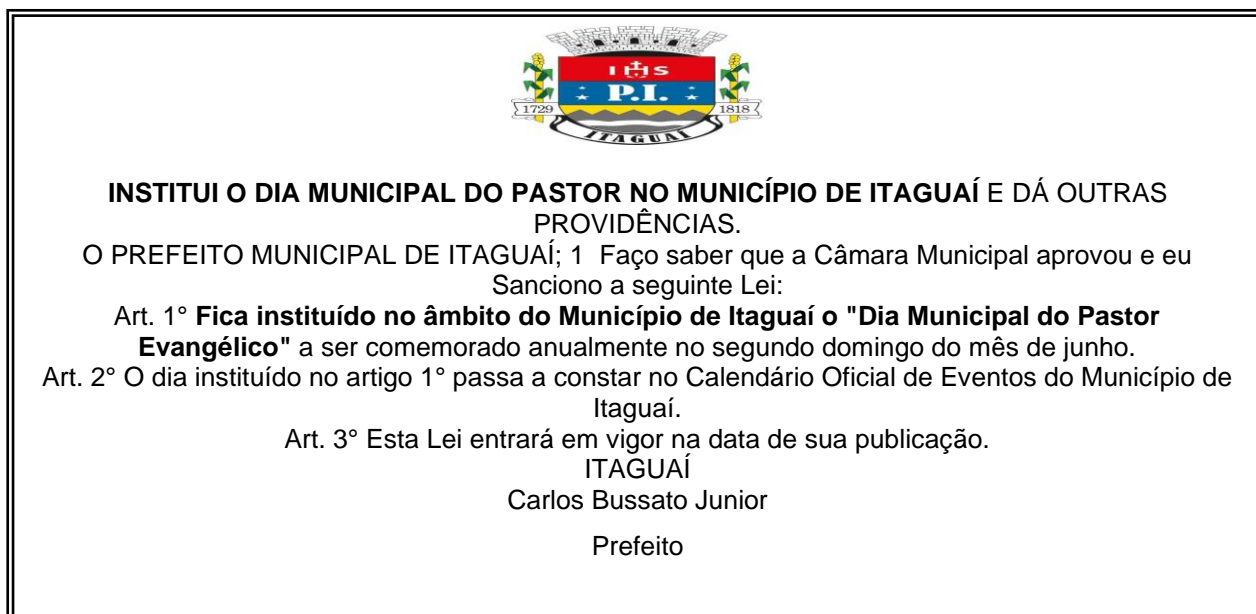 IHS
P.I.
1729
1818
ITAGUAÍ
INSTITUI O DIA MUNICIPAL DO PASTOR NO MUNICÍPIO DE ITAGUAÍ E DÁ OUTRAS
PROVIDÊNCIAS.
O PREFEITO MUNICIPAL DE ITAGUAÍ; 1 Faço saber que a Câmara Municipal aprovou e eu
Sanciono a seguinte Lei:
Art. 1° Fica instituído no âmbito do Município de Itaguaí o "Dia Municipal do Pastor
Evangélico" a ser comemorado anualmente no segundo domingo do mês de junho.
Art. 2° O dia instituído no artigo 1° passa a constar no Calendário Oficial de Eventos do Município de
Itaguaí.
Art. 3° Esta Lei entrará em vigor na data de sua publicação.
ITAGUAÍ
Carlos Bussato Junior
Prefeito